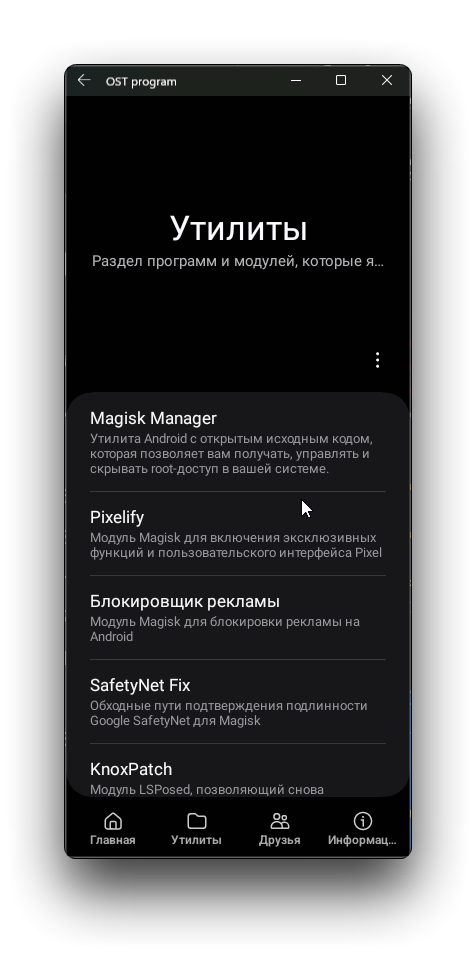 OST program
Утилиты
Раздел программ и модулей, которые я...
Magisk Manager
Утилита Android с открытым исходным кодом,
которая позволяет вам получать, управлять и
скрывать root-доступ в вашей системе.
Pixelify
Модуль Magisk для включения эксклюзивных
функций и пользовательского интерфейса Pixel
Блокировщик рекламы
Модуль Magisk для блокировки рекламы на
Android
SafetyNet Fix
Обходные пути подтверждения подлинности
Google SafetyNet для Magisk
KnoxPatch
Модуль LSPosed, позволяющий снова
Главная
Утилиты
Друзья
Информац...